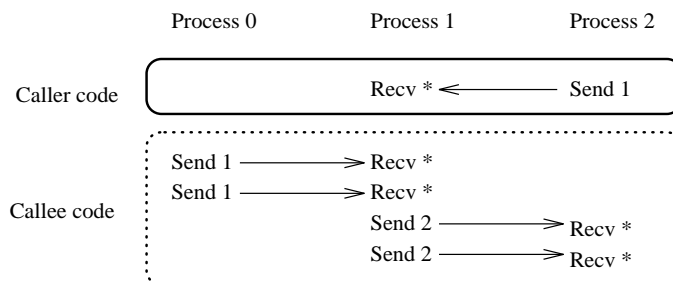 Process 0 Process 1 Process 2
Caller code Recv * Send 1
Send 1 Recv *
Send 1 Recv *
Callee code Send 2 Recv *
Send 2 Recv *